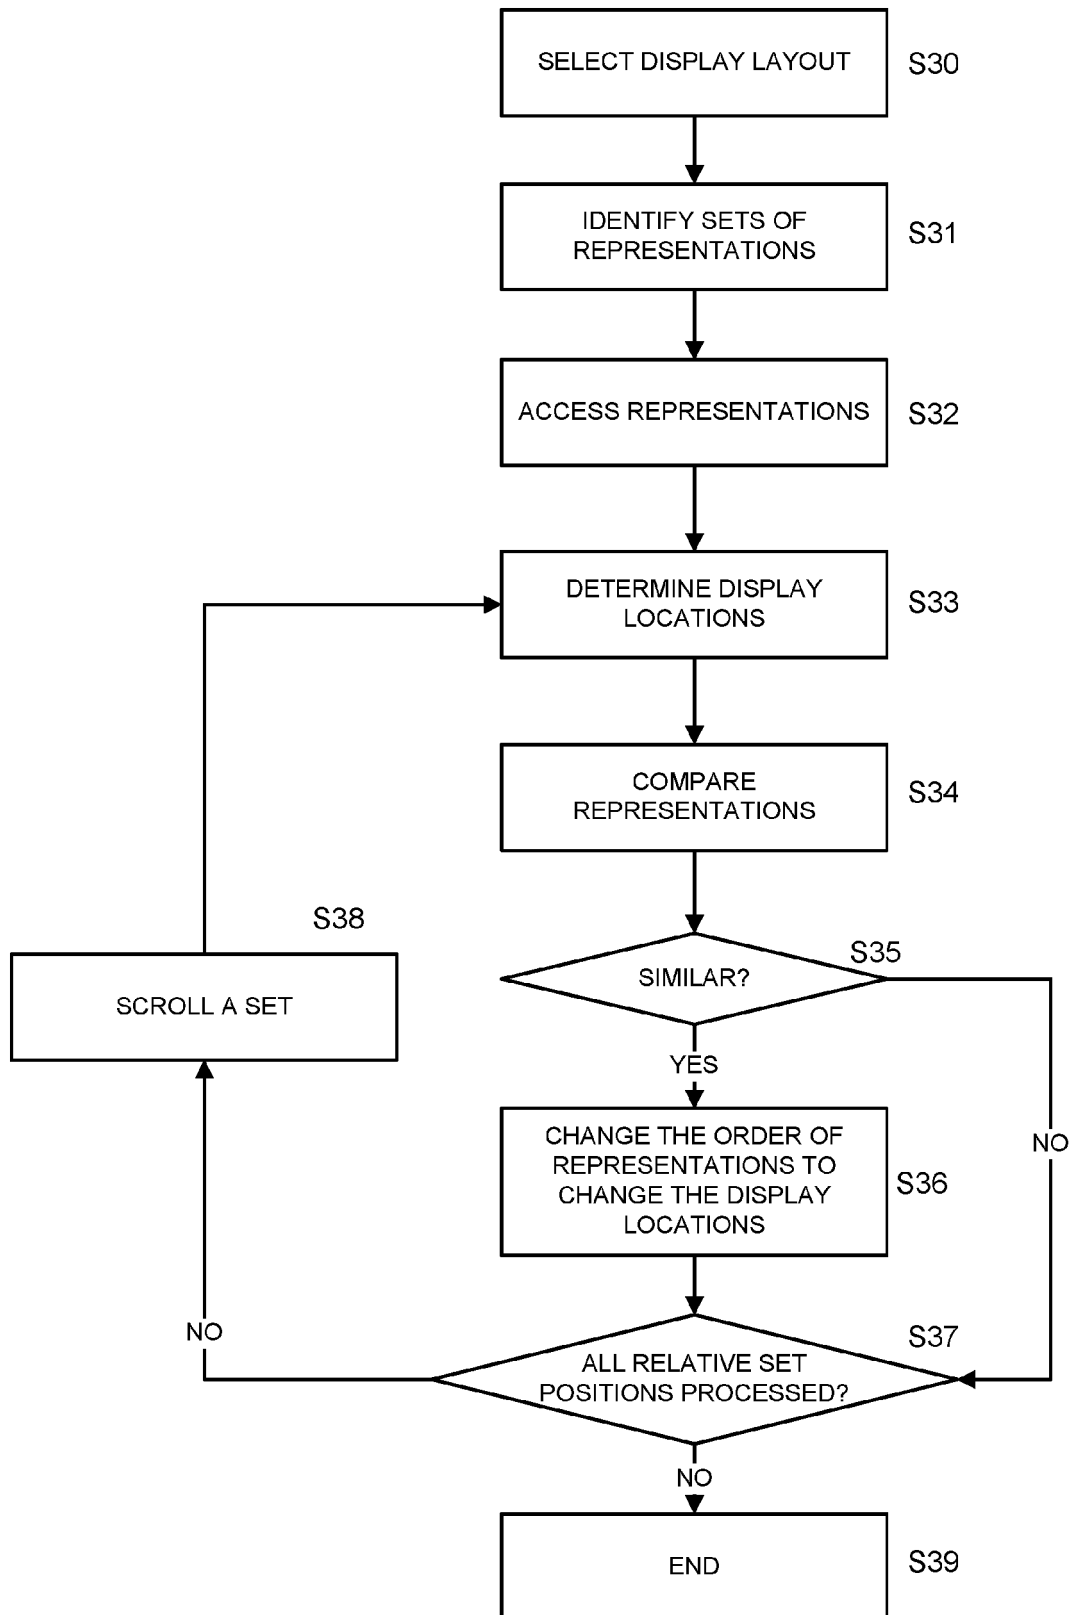 SELECT DISPLAY LAYOUT
S30
IDENTIFY SETS OF
REPRESENTATIONS
S31
ACCESS REPRESENTATIONS
S32
DETERMINE DISPLAY
LOCATIONS
S33
COMPARE
REPRESENTATIONS
S34
S38
SCROLL A SET
S35
SIMILAR?
YES
NO
CHANGE THE ORDER OF
REPRESENTATIONS TO
CHANGE THE DISPLAY
LOCATIONS
S36
NO
S37
ALL RELATIVE SET
POSITIONS PROCESSED?
NO
END
S39